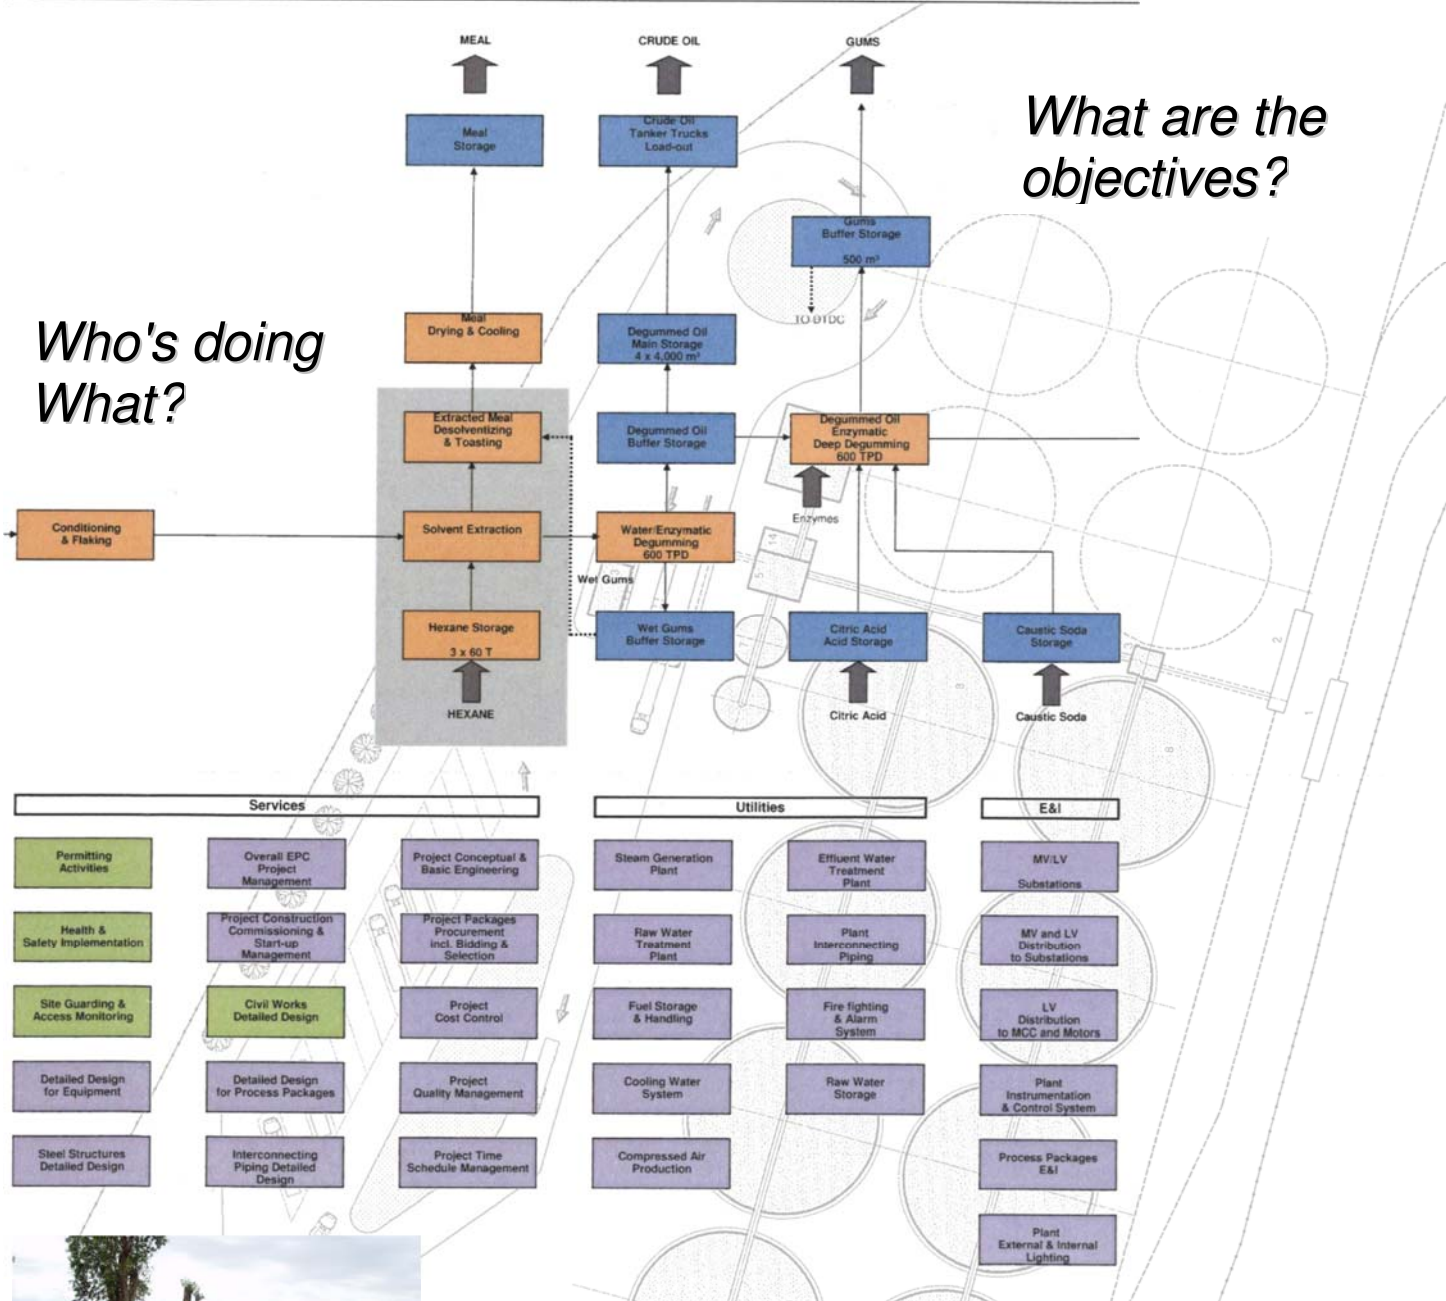 MEAL
CRUDE OIL
GUMS
Meal
Storage
Crude Oil
Tanker Trucks
Load-out
What are the
objectives?
Gums
Buffer Storage
500 m³
TO DTDC
Who's doing
What?
Meal
Drying & Cooling
Degummed Oil
Main Storage
4 x 4,000 m³
Extracted Meal
Desolventizing
& Toasting
Degummed Oil
Buffer Storage
Degummed Oil
Enzymatic
Deep Degumming
600 TPD
Enzymes
Conditioning
& Flaking
Solvent Extraction
Water/Enzymatic
Degumming
600 TPD
Wet Gums
Hexane Storage
3 x 60 T
Wet Gums
Buffer Storage
Citric Acid
Acid Storage
Caustic Soda
Storage
HEXANE
Citric Acid
Caustic Soda
14
5
7
8
8
2
1
Services
Utilities
E&I
Permitting
Activities
Overall EPC
Project
Management
Project Conceptual &
Basic Engineering
Steam Generation
Plant
Effluent Water
Treatment
Plant
MV/LV
Substations
Health &
Safety Implementation
Project Construction
Commissioning &
Start-up
Management
Project Packages
Procurement
incl. Bidding &
Selection
Raw Water
Treatment
Plant
Plant
Interconnecting
Piping
MV and LV
Distribution
to Substations
Site Guarding &
Access Monitoring
Civil Works
Detailed Design
Project
Cost Control
Fuel Storage
& Handling
Fire fighting
& Alarm
System
LV
Distribution
to MCC and Motors
Detailed Design
for Equipment
Detailed Design
for Process Packages
Project
Quality Management
Cooling Water
System
Raw Water
Storage
Plant
Instrumentation
& Control System
Steel Structures
Detailed Design
Interconnecting
Piping Detailed
Design
Project Time
Schedule Management
Compressed Air
Production
Process Packages
E&I
Plant
External & Internal
Lighting